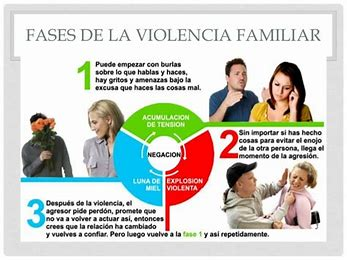 FASES DE LA VIOLENCIA FAMILIAR
1
Puede empezar con burlas
sobre lo que hablas y haces,
hay gritos y amenazas bajo la
excusa que haces las cosas mal.
ACUMULACION
DE TENSION
NEGACION
LUNA DE
MIEL
EXPLOSION
VIOLENTA
2
Sin importar si has hecho
cosas para evitar el enojo
de la otra persona, llega el
momento de la agresión.
3
Después de la violencia, el
agresor pide perdón, promete que
no va a volver a actuar así, entonces
crees que la relación ha cambiado
y vuelves a confiar. Pero luego vuelve a la fase 1 y así repetidamente.